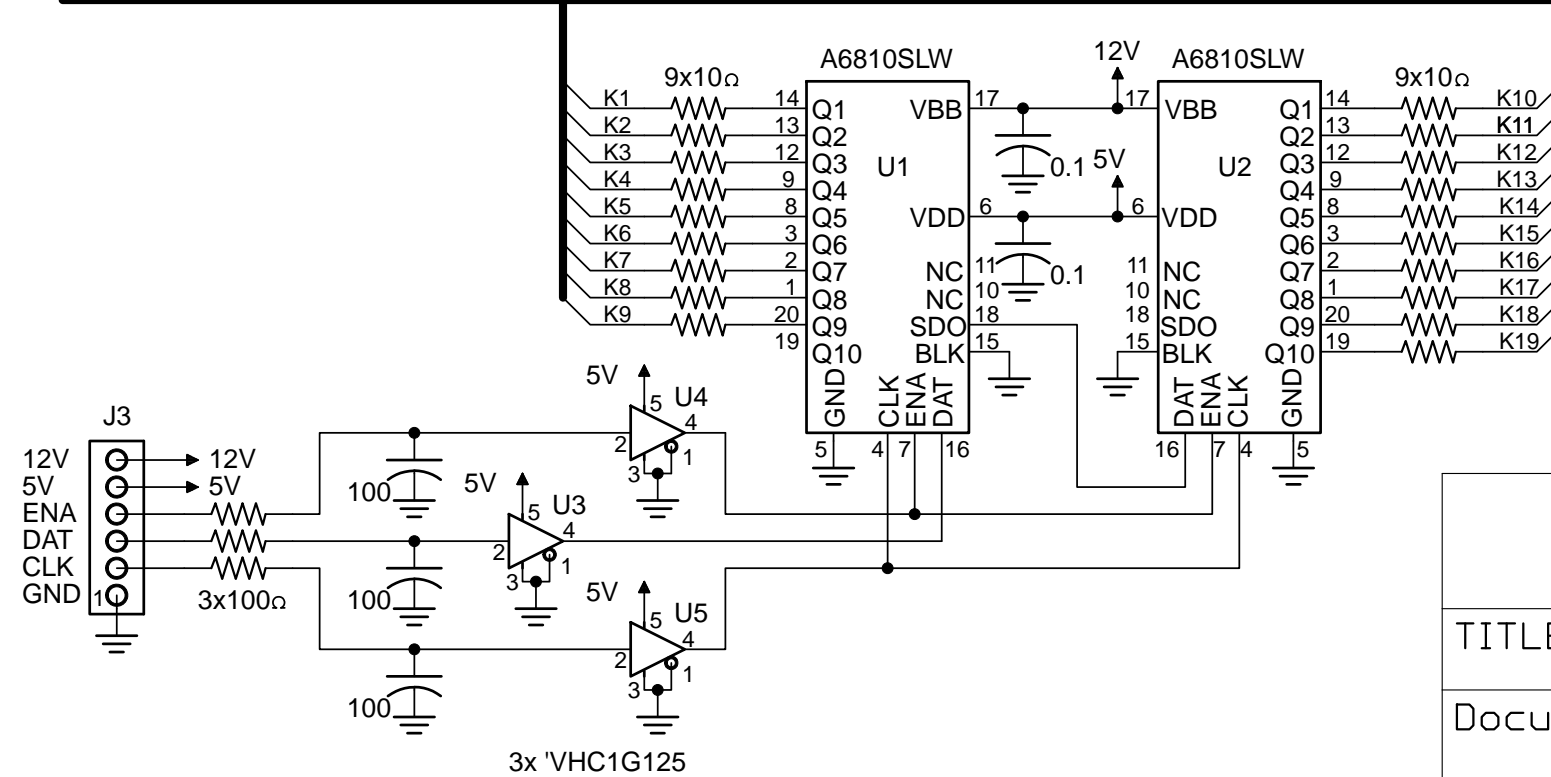 A6810SLW
12V
A6810SLW
9x10Ω
9x10Ω
K1
14
Q1
VBB
17
17
VBB
Q1
14
K10
K2
13
Q2
Q2
13
K11
K3
12
Q3
U1
0.1
5V
U2
Q3
12
K12
K4
9
Q4
Q4
9
K13
K5
8
Q5
VDD
6
6
VDD
Q5
8
K14
K6
3
Q6
Q6
3
K15
K7
2
Q7
NC
11
0.1
11
NC
Q7
2
K16
K8
1
Q8
NC
10
10
NC
Q8
1
K17
K9
20
Q9
SDO
18
18
SDO
Q9
20
K18
19
Q10
BLK
15
15
BLK
Q10
19
K19
GND
CLK
ENA
DAT
DAT
ENA
CLK
GND
5
4
7
16
16
7
4
5
5V
U4
5
4
2
1
3
J3
12V
12V
5V
5V
ENA
DAT
CLK
GND
1
3x100Ω
100
5V
U3
5
4
2
1
3
100
5V
U5
5
4
2
1
3
100
3x 'VHC1G125
TITLE
Docu